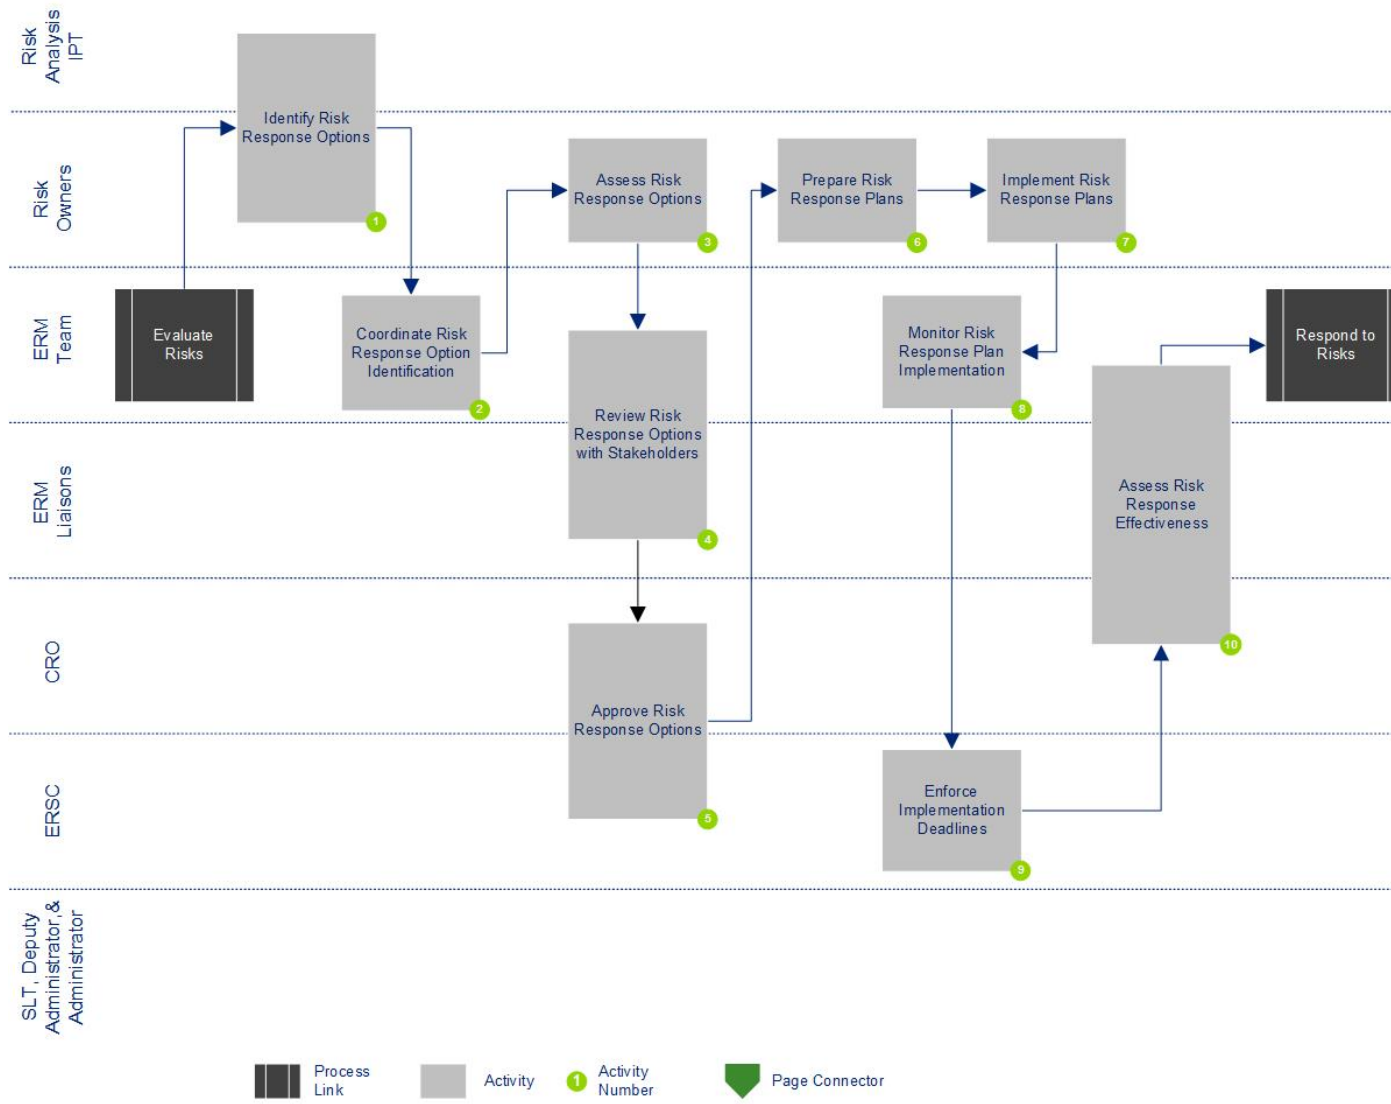 Risk
Analysis
IPT
Identify Risk
Response Options
1
Risk
Owners
Assess Risk
Response Options
3
Prepare Risk
Response Plans
6
Implement Risk
Response Plans
7
ERM
Team
Evaluate
Risks
Coordinate Risk
Response Option
Identification
2
Review Risk
Response Options
with Stakeholders
4
Monitor Risk
Response Plan
Implementation
8
Respond to
Risks
ERM
Liaisons
Assess Risk
Response
Effectiveness
10
CRO
Approve Risk
Response Options
5
ERSC
Enforce
Implementation
Deadlines
9
SLT, Deputy
Administrator,&
Administrator
Process
Link
Activity
1
Activity
Number
Page Connector